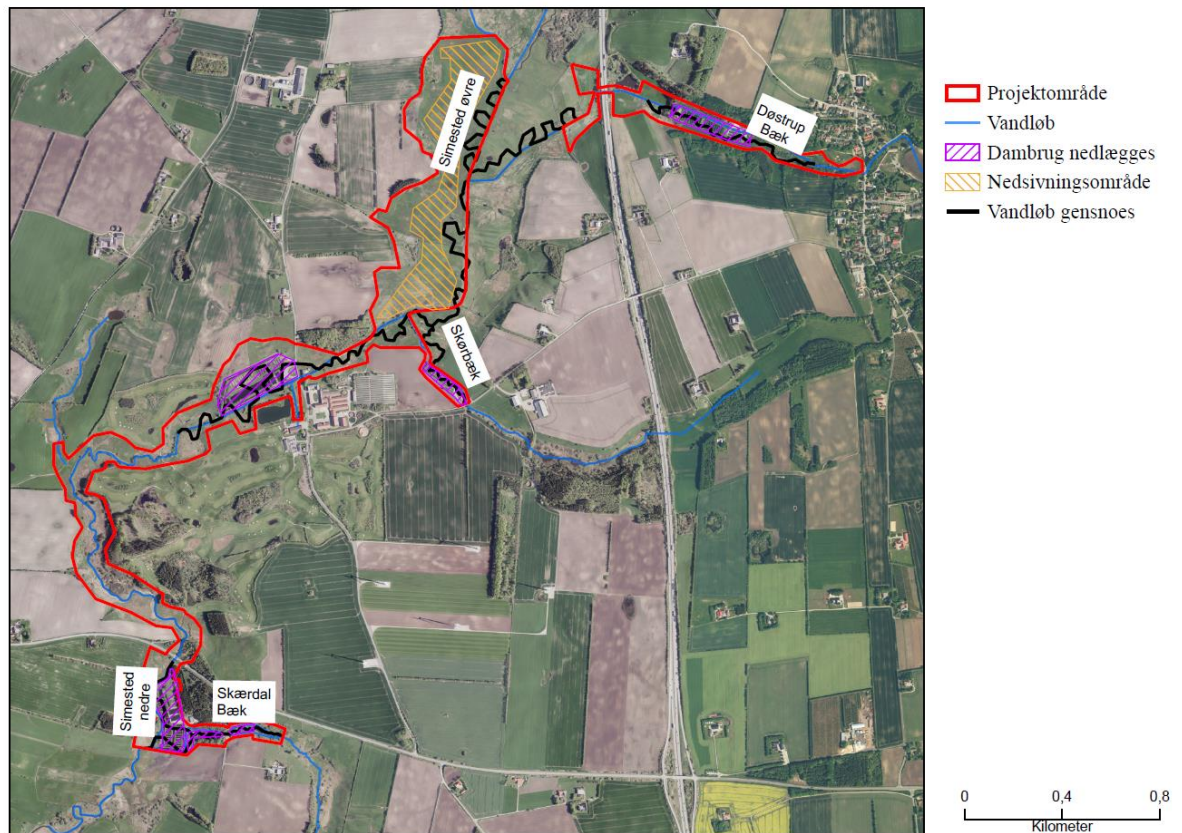 Simested øvre
Døstrup
Bæk
Skørbæk
Simested
nedre
Skærdal
Bæk
Projektområde
Vandløb
Dambrug nedlægges
Nedsivningsområde
Vandløb gensnoes
0 0,4 0,8
Kilometer